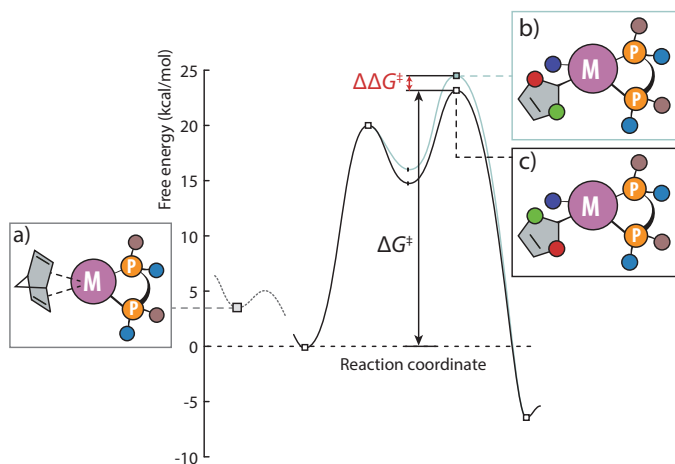 b)
M
P
P
ΔΔG‡
25
20
15
10
5
0
-5
-10
Free energy (kcal/mol)
c)
M
P
P
a)
M
P
P
ΔG‡
Reaction coordinate